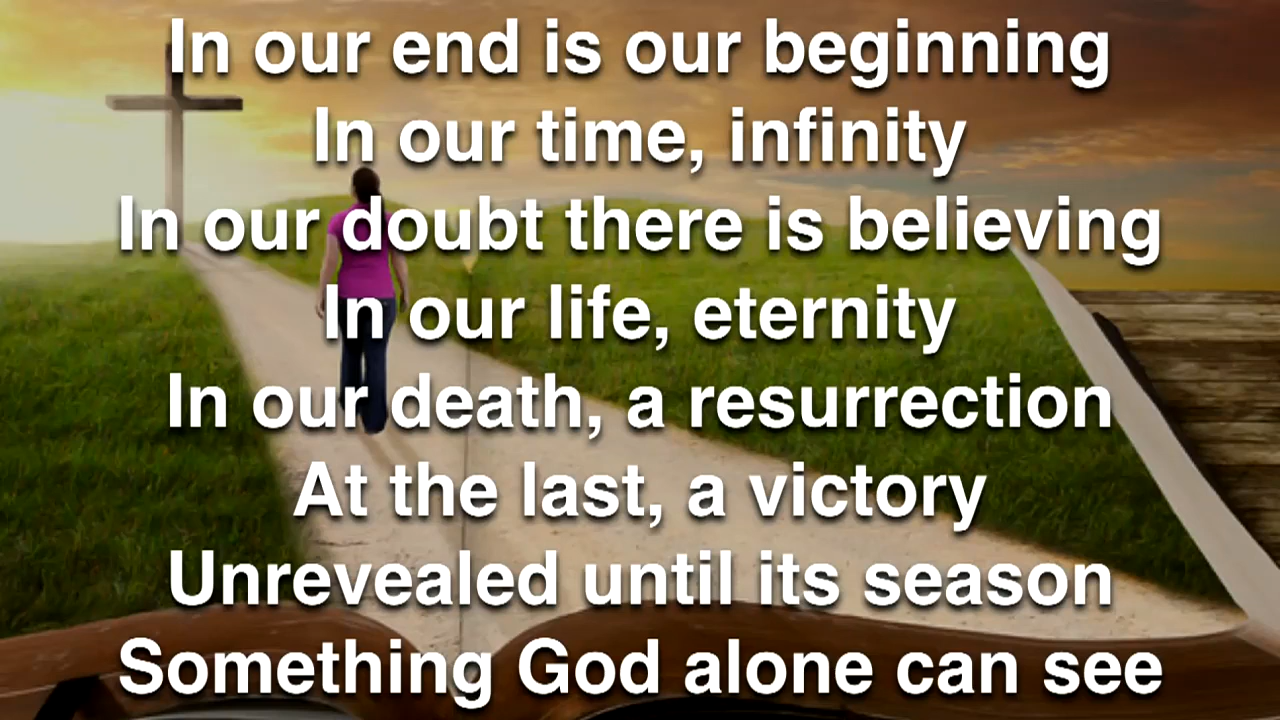 In our end is our beginning
In our time, infinity
In our doubt there is believing
In our life, eternity
In our death, a resurrection
At the last, a victory
Unrevealed until its season
Something God alone can see